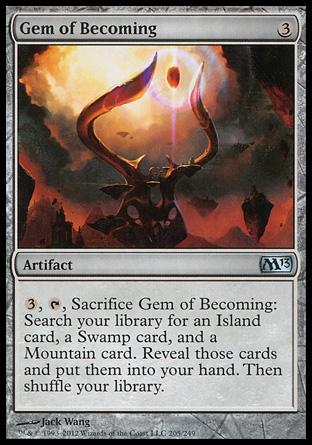 Gem of Becoming 3
Artifact M13
3, , Sacrifice Gem of Becoming:
Search your library for an Island
card, a Swamp card, and a
Mountain card. Reveal those cards
and put them into your hand. Then
shuffle your library.
Jack Wang
™ & © 1993–2012 Wizards of the Coast LLC 205/249